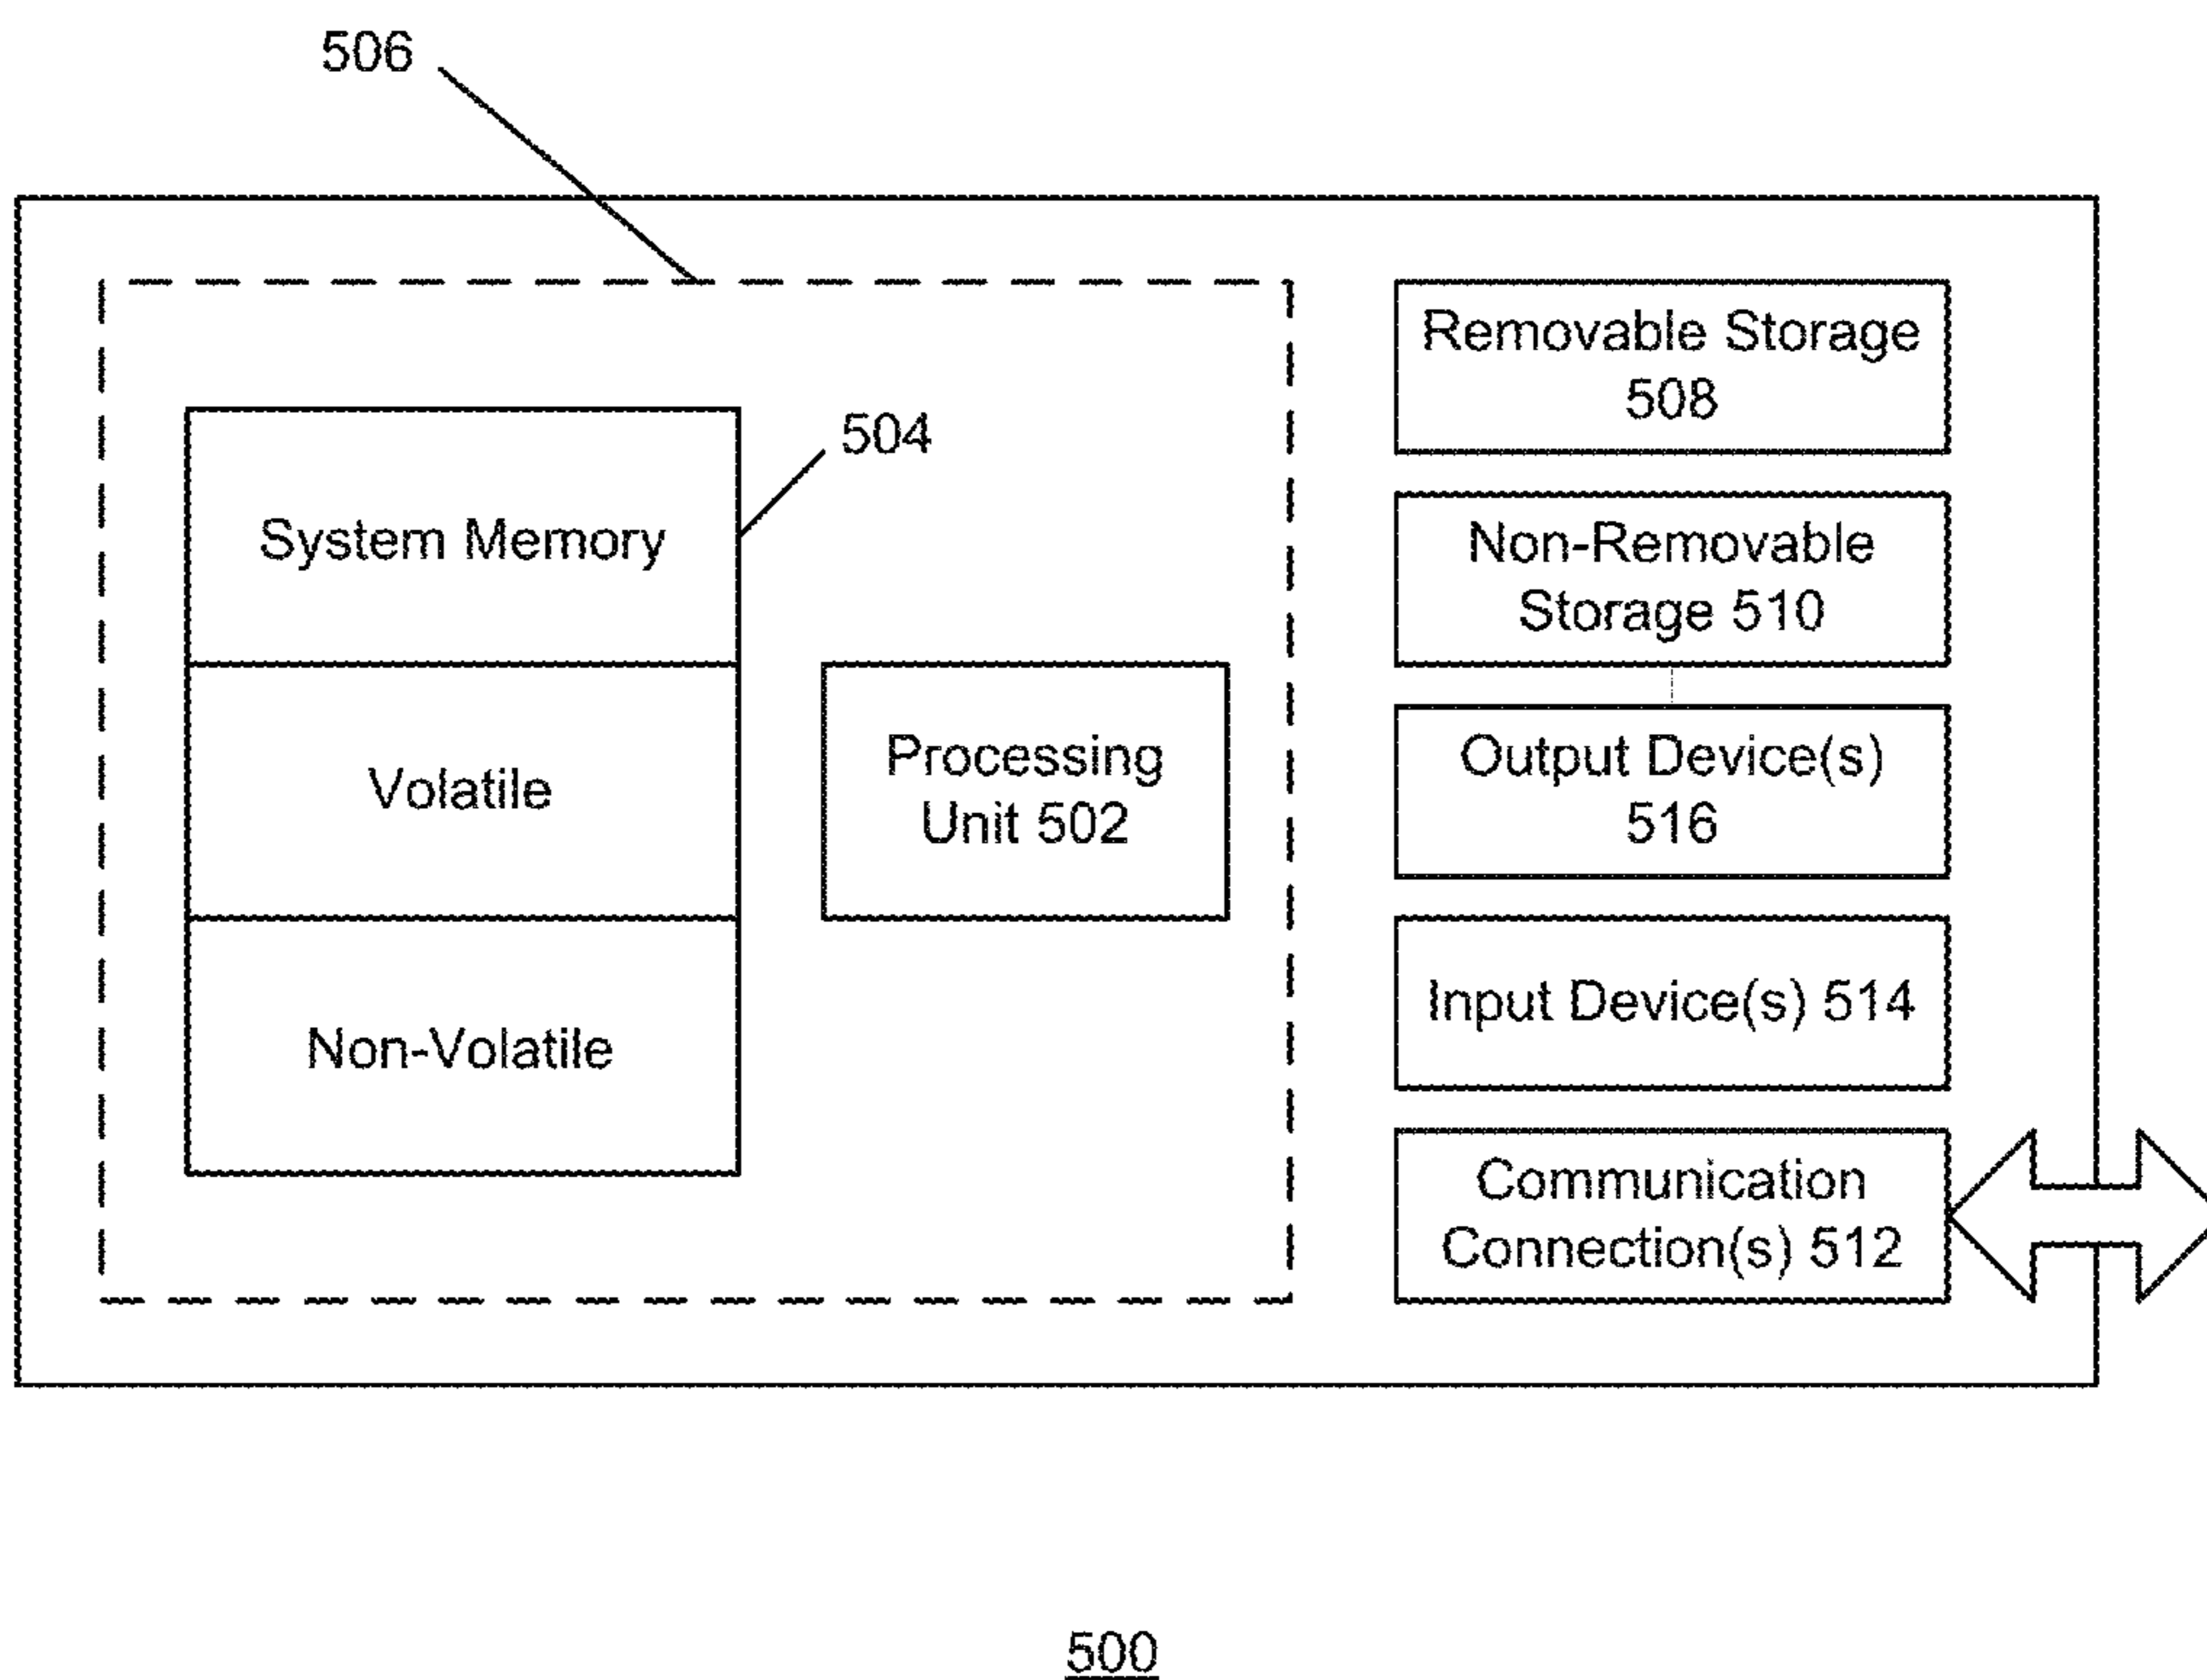 506
504
System Memory
Volatile
Non-Volatile
Processing
Unit 502
Removable Storage
508
Non-Removable
Storage 510
Output Device(s)
516
Input Device(s) 514
Communication
Connection(s) 512
500